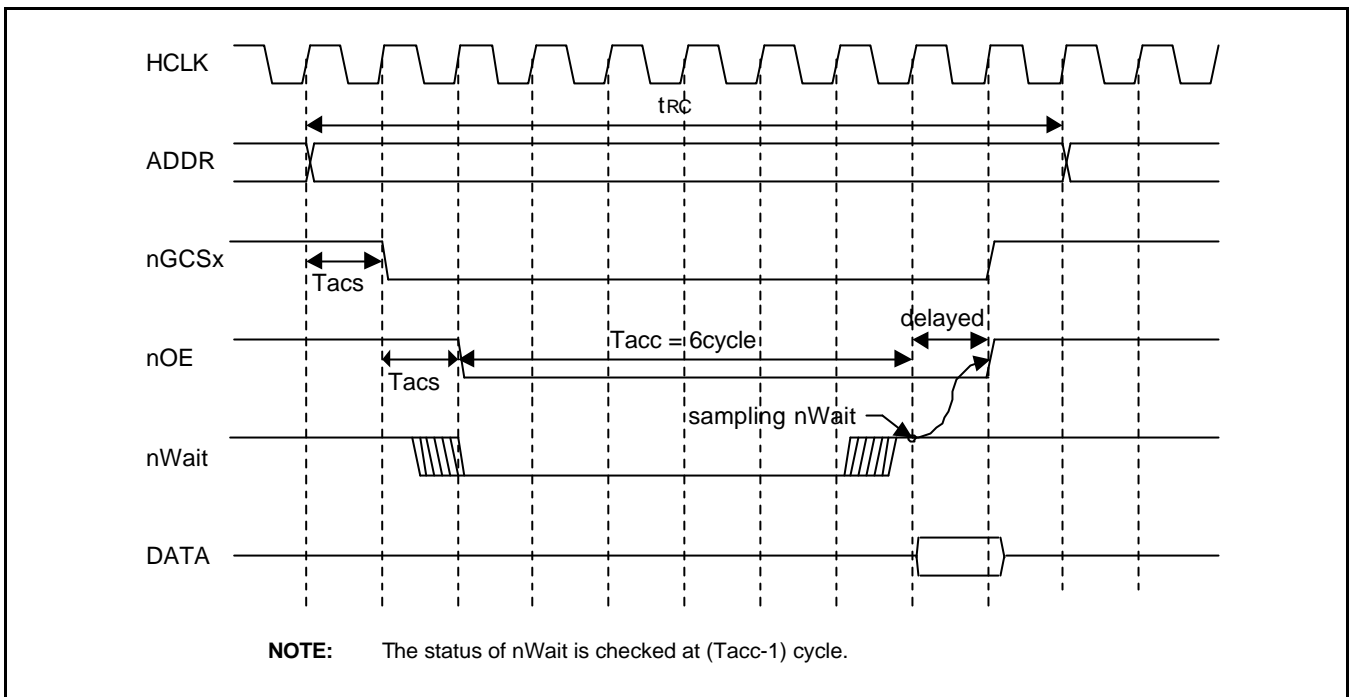 HCLK
tRC
ADDR
nGCSx
Tacs
delayed
Tacc = 6cycle
nOE
Tacs
sampling nWait
nWait
DATA
NOTE: The status of nWait is checked at (Tacc-1) cycle.